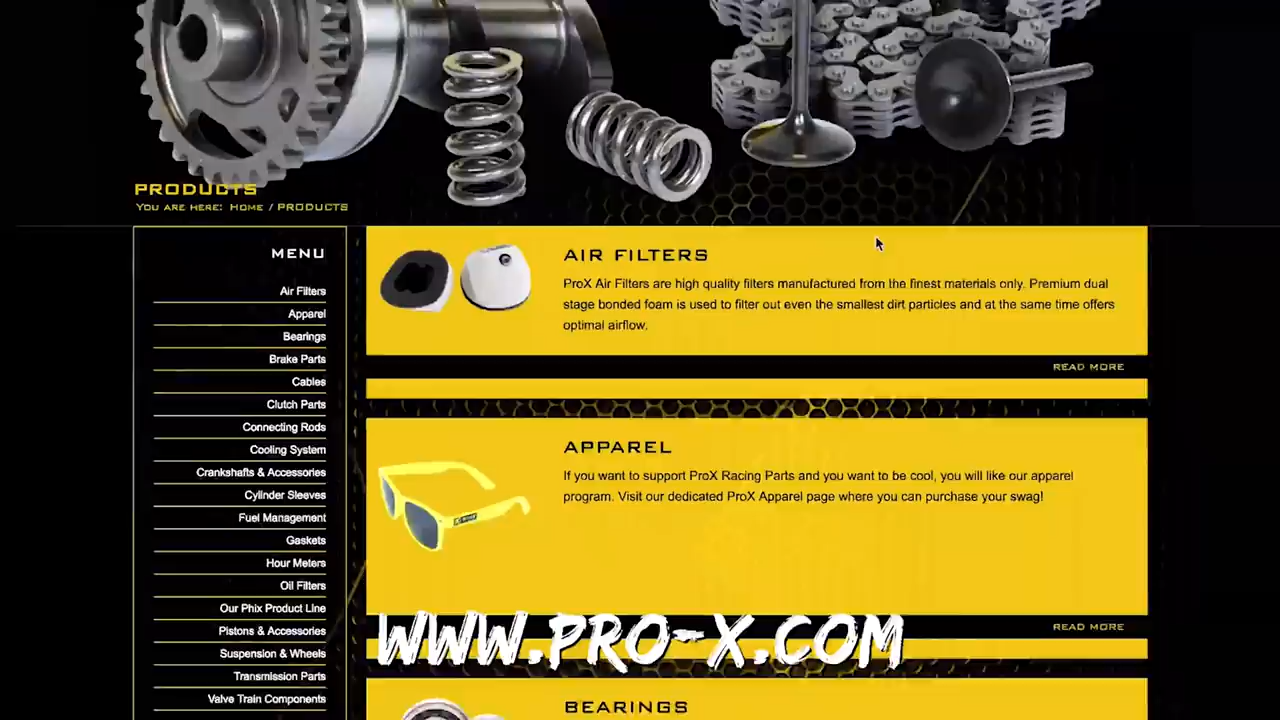 PRODUCTS
YOU ARE HERE: HOME / PRODUCTS
MENU
Air Filters
Apparel
Bearings
Brake Parts
Cables
Clutch Parts
Connecting Rods
Cooling System
Crankshafts & Accessories
Cylinder Sleeves
Fuel Management
Gaskets
Hour Meters
Oil Filters
Our Phix Product Line
Pistons & Accessories
Suspension & Wheels
Transmission Parts
Valve Train Components
AIR FILTERS
ProX Air Filters are high quality filters manufactured from the finest materials only. Premium dual
stage bonded foam is used to filter out even the smallest dirt particles and at the same time offers
optimal airflow.
READ MORE
APPAREL
If you want to support ProX Racing Parts and you want to be cool, you will like our apparel
program. Visit our dedicated ProX Apparel page where you can purchase your swag!
READ MORE
WWW.PRO-X.COM
BEARINGS